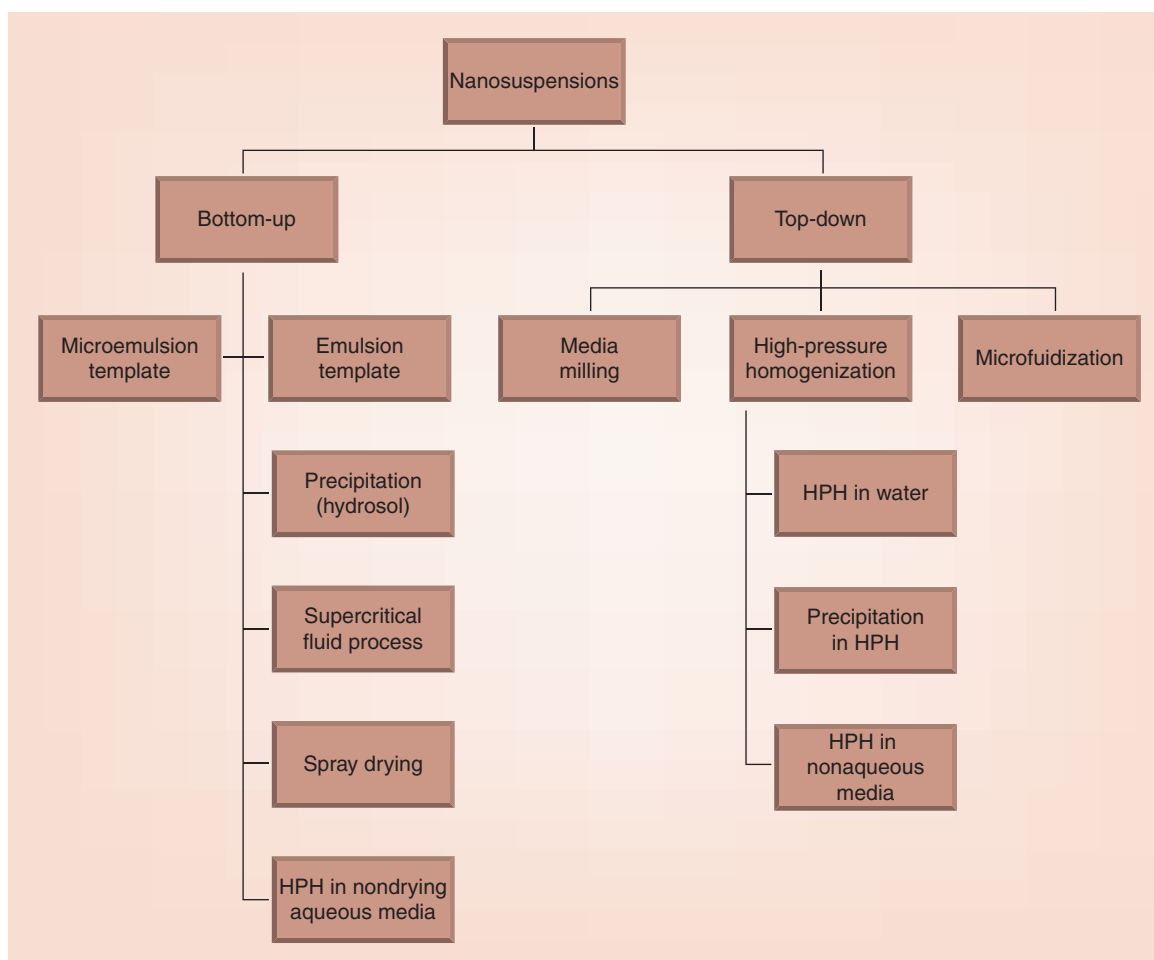 Nanosuspensions
Bottom-up
Top-down
Microemulsion
template
Emulsion
template
Media
milling
High-pressure
homogenization
Microfuidization
Precipitation
(hydrosol)
HPH in water
Supercritical
fluid process
Precipitation
in HPH
Spray drying
HPH in
nonaqueous
media
HPH in nondrying
aqueous media